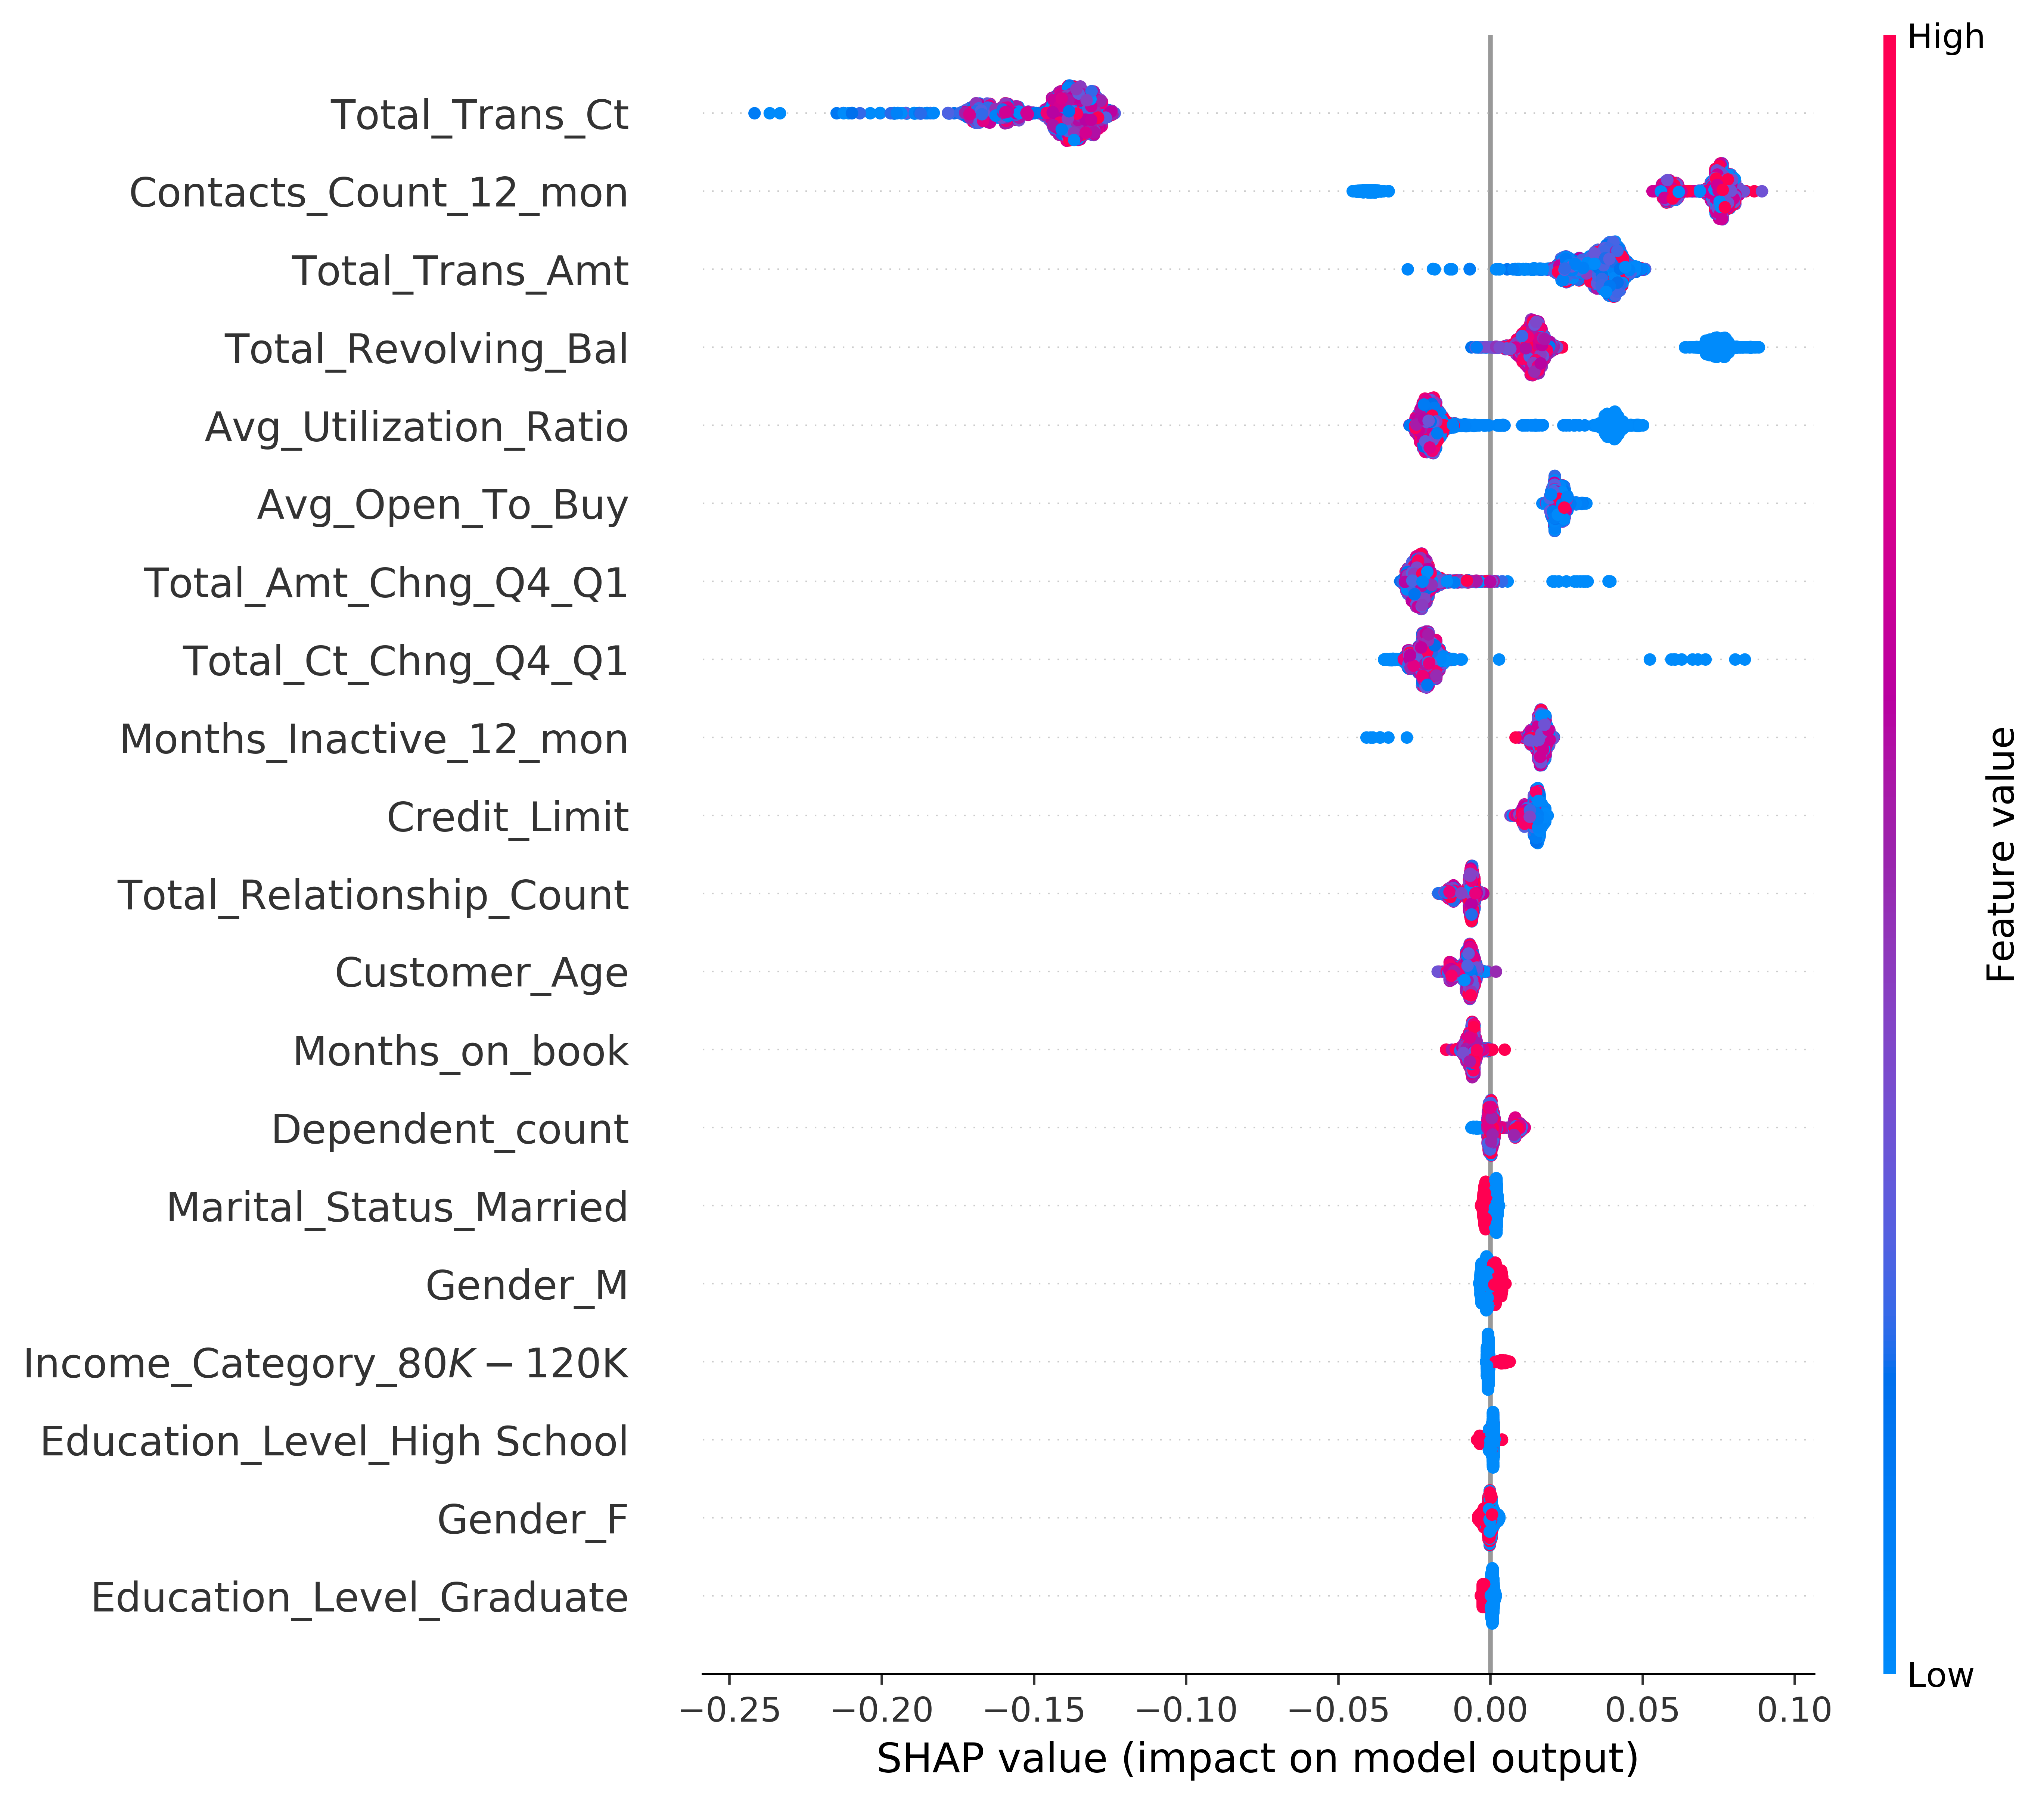 High
Total_Trans_Ct
Contacts_Count_12_mon
Total_Trans_Amt
Total_Revolving_Bal
Avg_Utilization_Ratio
Avg_Open_To_Buy
Total_Amt_Chng_Q4_Q1
Total_Ct_Chng_Q4_Q1
Months_Inactive_12_mon
Credit_Limit
Total_Relationship_Count
Customer_Age
Months_on_book
Dependent_count
Marital_Status_Married
Gender_M
Income_Category_80K − 120K
Education_Level_High School
Gender_F
Education_Level_Graduate
Feature value
Low
−0.25 −0.20 −0.15 −0.10 −0.05 0.00 0.05 0.10
SHAP value (impact on model output)